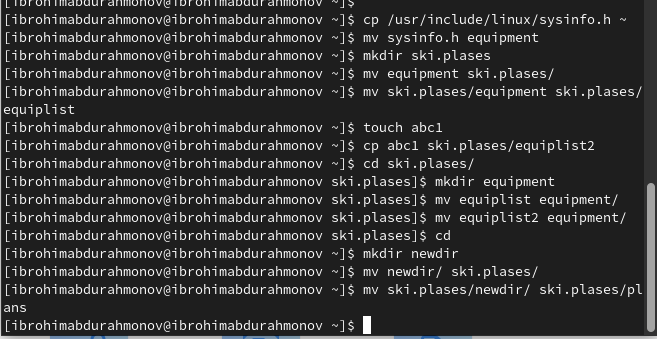 [ibrohimabdurahmonov@ibrohimabdurahmonov ~]$
[ibrohimabdurahmonov@ibrohimabdurahmonov ~]$ cp /usr/include/linux/sysinfo.h ~
[ibrohimabdurahmonov@ibrohimabdurahmonov ~]$ mv sysinfo.h equipment
[ibrohimabdurahmonov@ibrohimabdurahmonov ~]$ mkdir ski.plases
[ibrohimabdurahmonov@ibrohimabdurahmonov ~]$ mv equipment ski.plases/
[ibrohimabdurahmonov@ibrohimabdurahmonov ~]$ mv ski.plases/equipment ski.plases/
equiplist
[ibrohimabdurahmonov@ibrohimabdurahmonov ~]$ touch abc1
[ibrohimabdurahmonov@ibrohimabdurahmonov ~]$ cp abc1 ski.plases/equiplist2
[ibrohimabdurahmonov@ibrohimabdurahmonov ~]$ cd ski.plases/
[ibrohimabdurahmonov@ibrohimabdurahmonov ski.plases]$ mkdir equipment
[ibrohimabdurahmonov@ibrohimabdurahmonov ski.plases]$ mv equiplist equipment/
[ibrohimabdurahmonov@ibrohimabdurahmonov ski.plases]$ mv equiplist2 equipment/
[ibrohimabdurahmonov@ibrohimabdurahmonov ski.plases]$ cd
[ibrohimabdurahmonov@ibrohimabdurahmonov ~]$ mkdir newdir
[ibrohimabdurahmonov@ibrohimabdurahmonov ~]$ mv newdir/ ski.plases/
[ibrohimabdurahmonov@ibrohimabdurahmonov ~]$ mv ski.plases/newdir/ ski.plases/pl
ans
[ibrohimabdurahmonov@ibrohimabdurahmonov ~]$